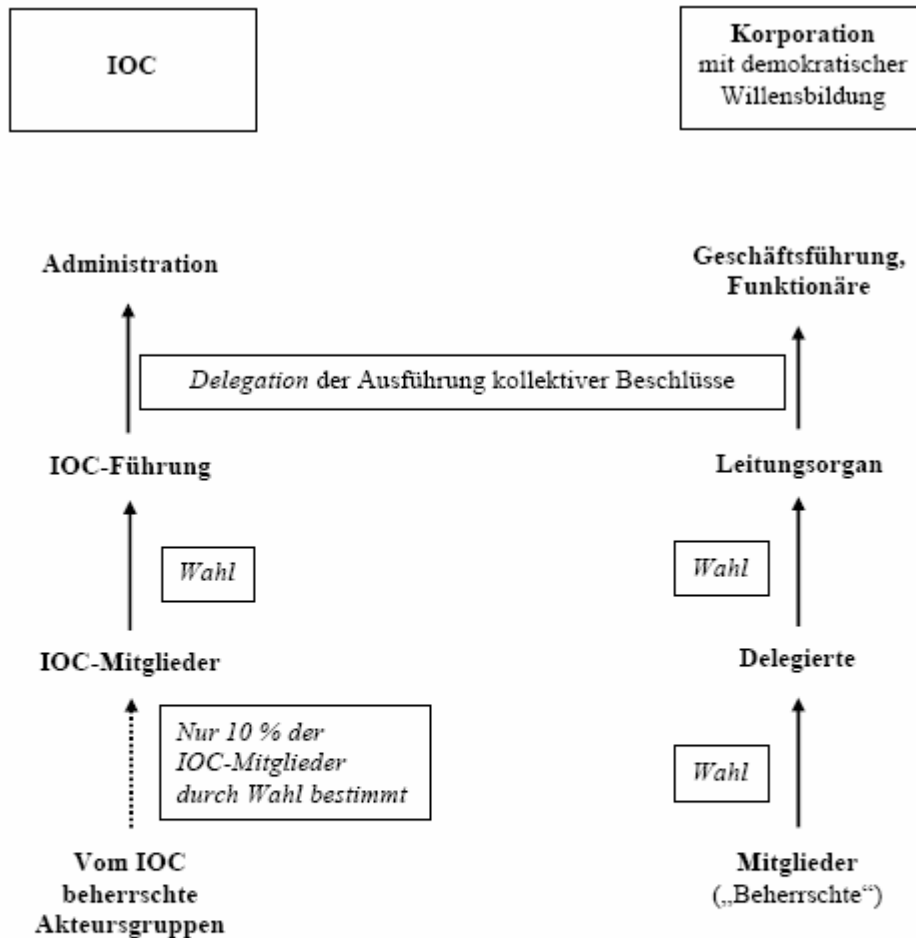 IOC
Korporation
mit demokratischer
Willensbildung
Administration
Geschäftsführung,
Funktionäre
Delegation der Ausführung kollektiver Beschlüsse
IOC-Führung
Leitungsorgan
Wahl
Wahl
IOC-Mitglieder
Delegierte
Nur 10 % der
IOC-Mitglieder
durch Wahl bestimmt
Wahl
Vom IOC
beherrschte
Akteursgruppen
Mitglieder
(„Beherrschte“)